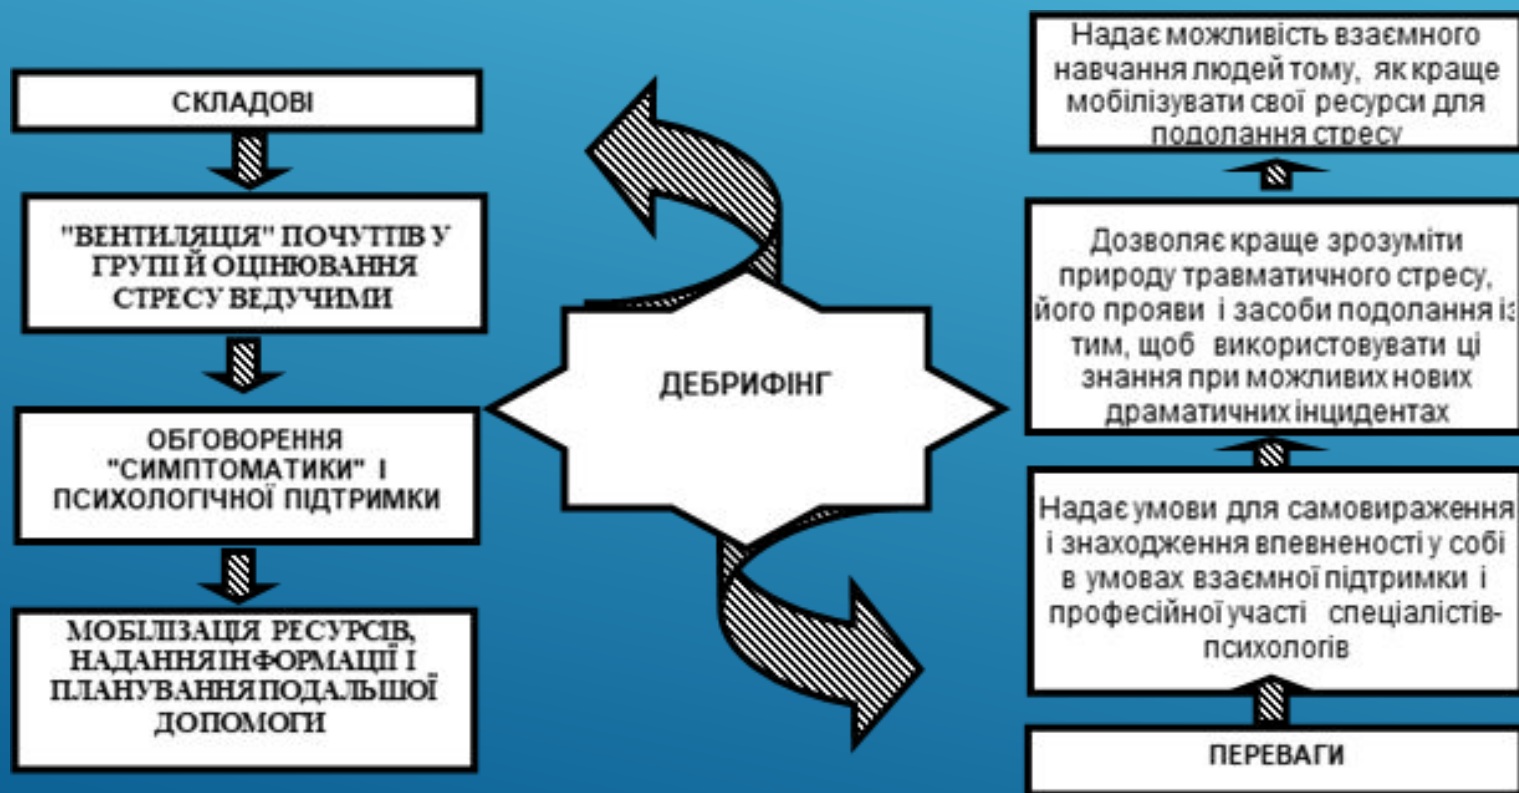 СКЛАДОВІ
"ВЕНТИЛЯЦІЯ" ПОЧУТТІВ У
ГРУПІ Й ОЦІНЮВАННЯ
СТРЕСУ ВЕДУЧИМИ
ОБГОВОРЕННЯ
"СИМПТОМАТИКИ" І
ПСИХОЛОГІЧНОЇ ПІДТРИМКИ
МОБІЛІЗАЦІЯ РЕСУРСІВ,
НАДАННЯ ІНФОРМАЦІЇ І
ПЛАНУВАННЯ ПОДАЛЬШОЇ
ДОПОМОГИ
ДЕБРИФІНГ
Надає можливість взаємного
навчання людей тому, як краще
мобілізувати свої ресурси для
подолання стресу
Дозволяє краще зрозуміти
природу травматичного стресу,
його прояви і засоби подолання із
тим, щоб використовувати ці
знання при можливих нових
драматичних інцидентах
Надає умови для самовираження
і знаходження впевненості у собі
в умовах взаємної підтримки і
професійної участі спеціалістів-
психологів
ПЕРЕВАГИ